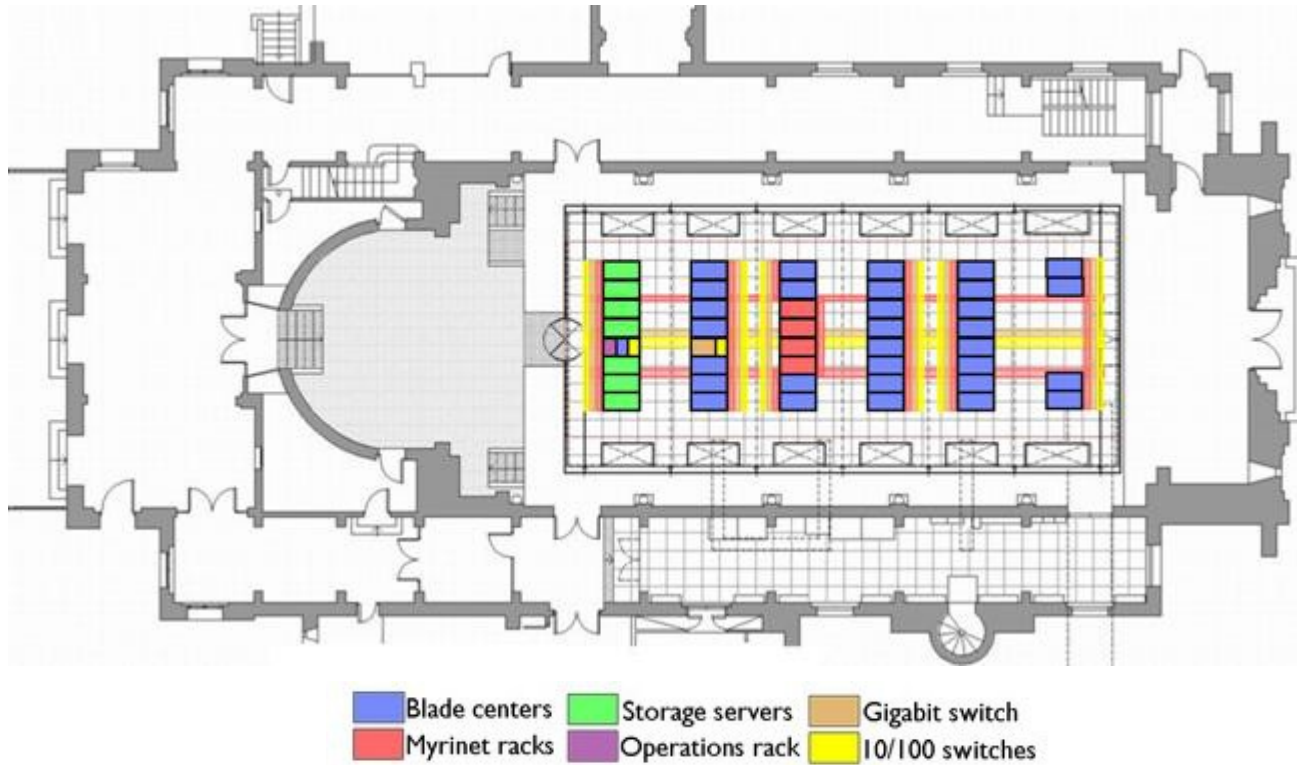 Blade centers Storage servers Gigabit switch
Myrinet racks Operations rack 10/100 switches